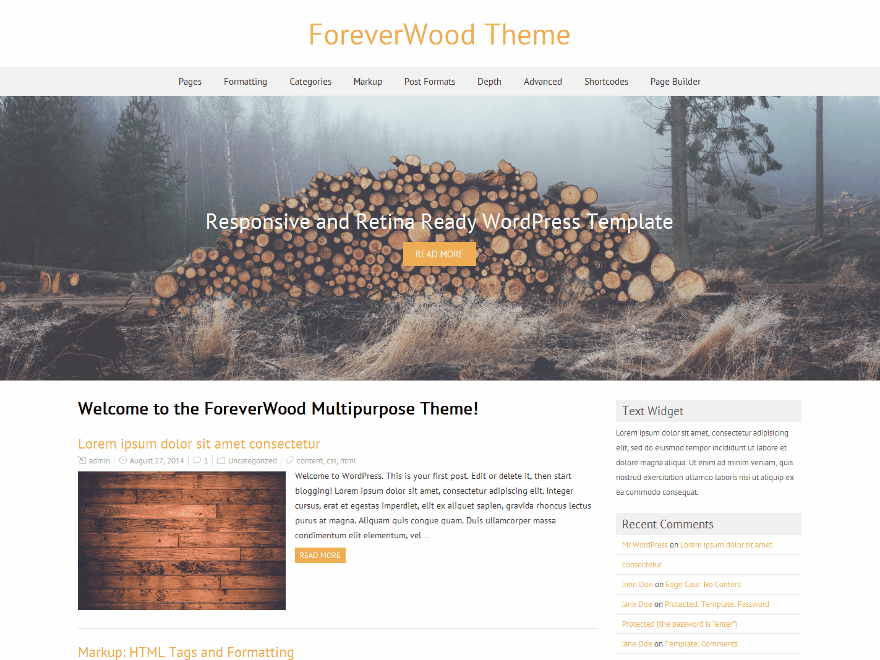 ForeverWood Theme
Pages Formatting Categories Markup Post Formats Depth Advanced Shortcodes Page Builder
Responsive and Retina Ready WordPress Template
READ MORE
Welcome to the ForeverWood Multipurpose Theme!
Lorem ipsum dolor sit amet consectetur
admin August 27, 2014 1 Uncategorized content, css, html
Welcome to WordPress. This is your first post. Edit or delete it, then start
blogging! Lorem ipsum dolor sit amet, consectetur adipiscing elit. Integer
cursus, erat et egestas imperdiet, elit ex aliquet sapien, gravida rhoncus lectus
purus at magna. Aliquam quis congue quam. Duis ullamcorper massa
condimentum elit elementum, vel...
READ MORE
Markup: HTML Tags and Formatting
Text Widget
Lorem ipsum dolor sit amet, consectetur adipisicing
elit, sed do eiusmod tempor incididunt ut labore et
dolore magna aliqua. Ut enim ad minim veniam, quis
nostrud exercitation ullamco laboris nisi ut aliquip ex
ea commodo consequat.
Recent Comments
Mr WordPress on Lorem ipsum dolor sit amet
consectetur
John Doe on Edge Case: No Content
Jane Doe on Protected: Template: Password
Protected (the password is "enter")
Jane Doe on Template: Comments